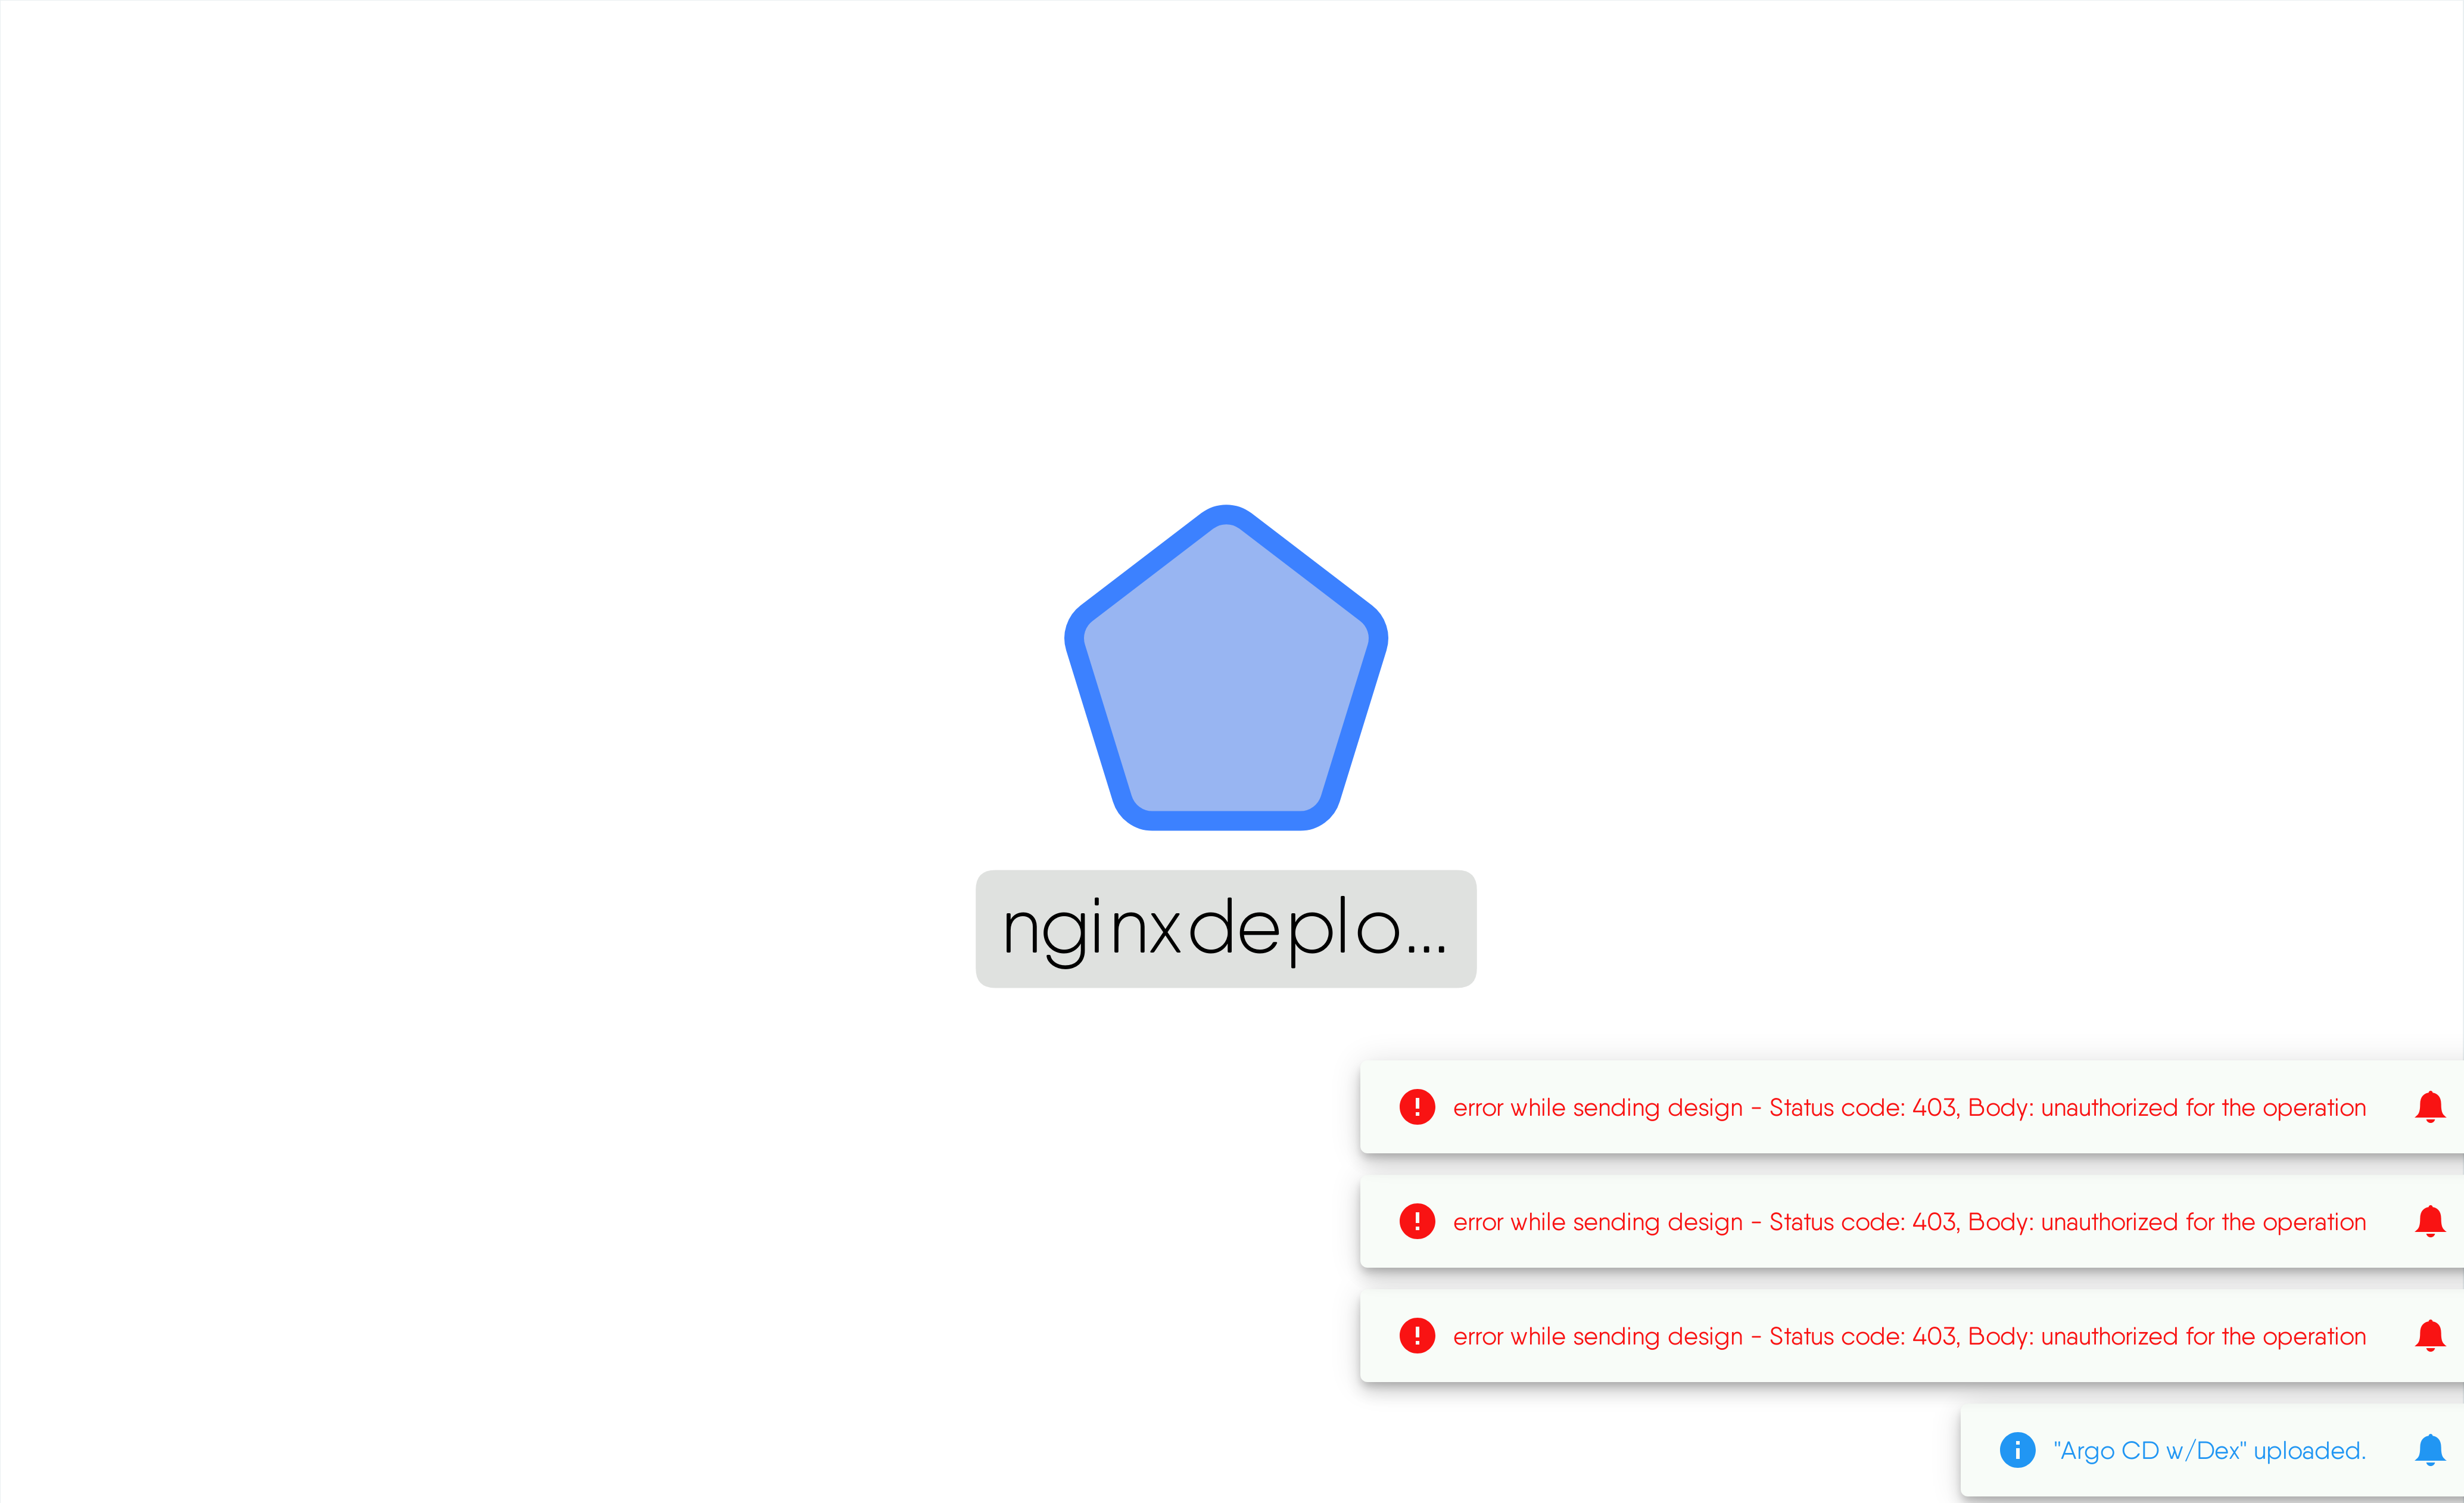 nginxdeplo...
error while sending design - Status code: 403, Body: unauthorized for the operation
error while sending design - Status code: 403, Body: unauthorized for the operation
error while sending design - Status code: 403, Body: unauthorized for the operation
"Argo CD w/Dex" uploaded.